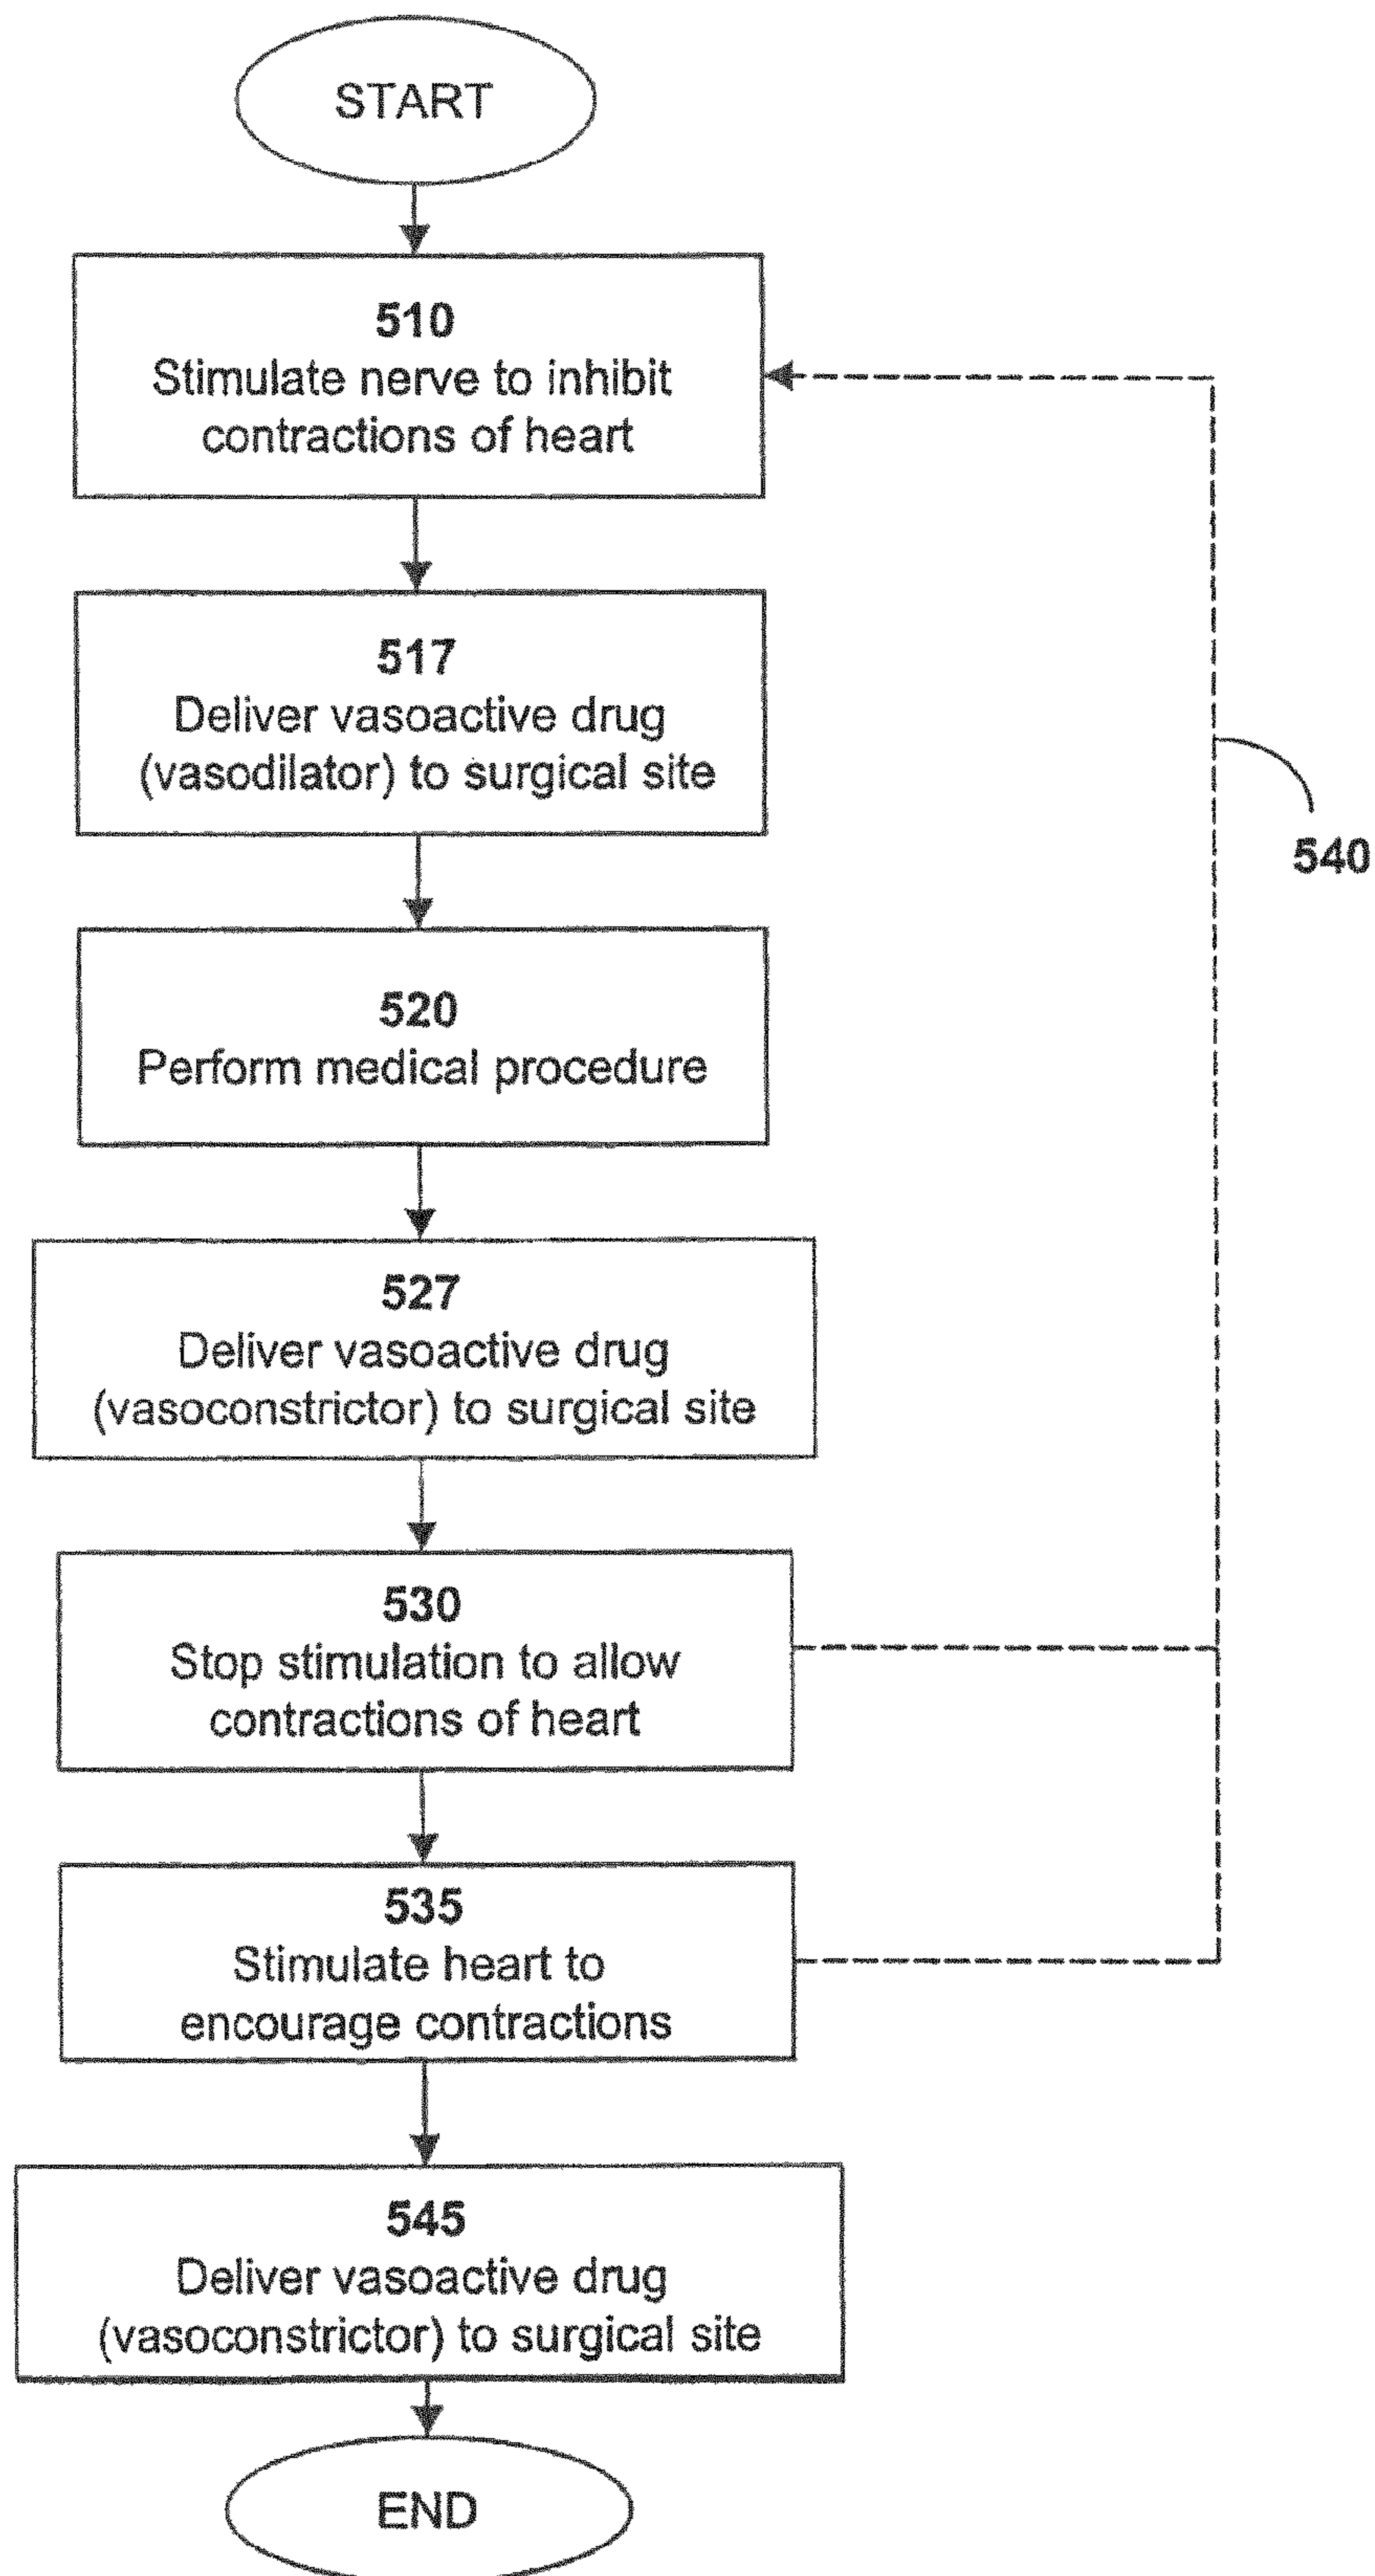 START
510
Stimulate nerve to inhibit
contractions of heart
517
Deliver vasoactive drug
(vasodilator) to surgical site
540
520
Perform medical procedure
527
Deliver vasoactive drug
(vasoconstrictor) to surgical site
530
Stop stimulation to allow
contractions of heart
535
Stimulate heart to
encourage contractions
545
Deliver vasoactive drug
(vasoconstrictor) to surgical site
END